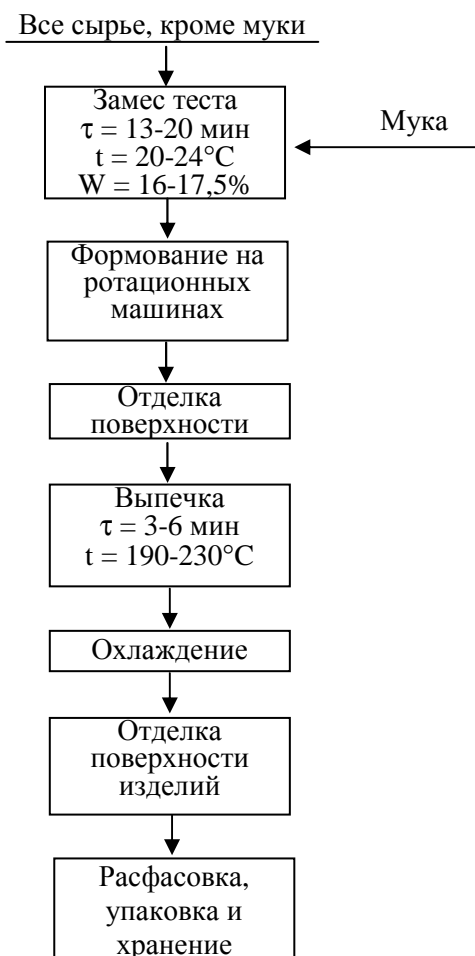 Все сырье, кроме муки
Замес теста
τ = 13-20 мин
t = 20-24°С
W = 16-17,5%
Мука
Формование на
ротационных
машинах
Отделка
поверхности
Выпечка
τ = 3-6 мин
t = 190-230°С
Охлаждение
Отделка
поверхности
изделий
Расфасовка,
упаковка и
хранение